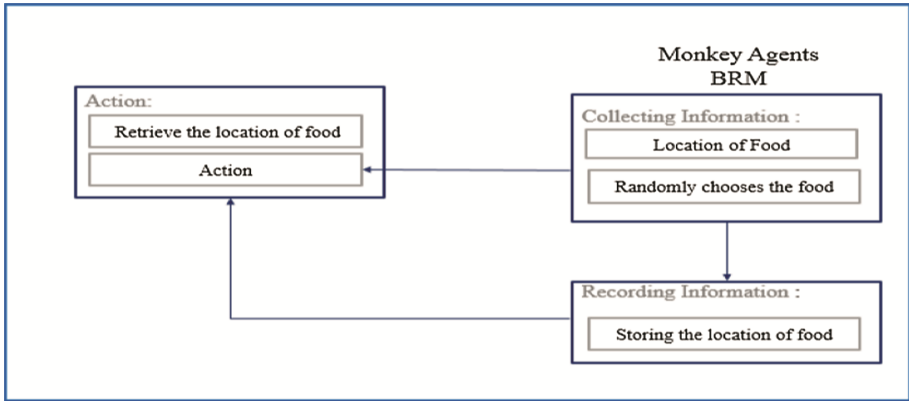 Monkey Agents
BRM
Action:
Retrieve the location of food
Action
Collecting Information :
Location of Food
Randomly chooses the food
Recording Information :
Storing the location of food